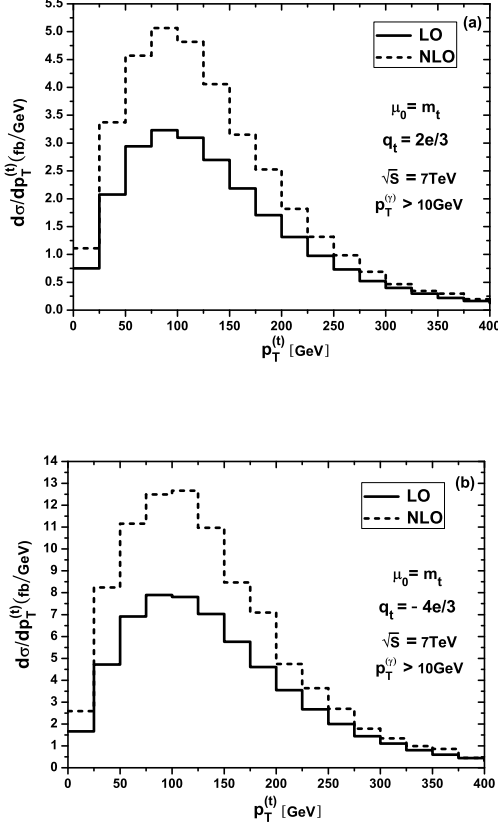 5.5
5.0
4.5
4.0
3.5
3.0
2.5
2.0
1.5
1.0
0.5
0.0
dσ/dp_T^(t)(fb/GeV)
(a)
LO
NLO
μ₀= m_t
q_t = 2e/3
√S = 7TeV
p_T^(γ) > 10GeV
0 50 100 150 200 250 300 350 400
p_T^(t) [GeV]
14
13
12
11
10
9
8
7
6
5
4
3
2
1
0
dσ/dp_T^(t)(fb/GeV)
(b)
LO
NLO
μ₀= m_t
q_t = - 4e/3
√S = 7TeV
p_T^(γ) > 10GeV
0 50 100 150 200 250 300 350 400
p_T^(t) [GeV]